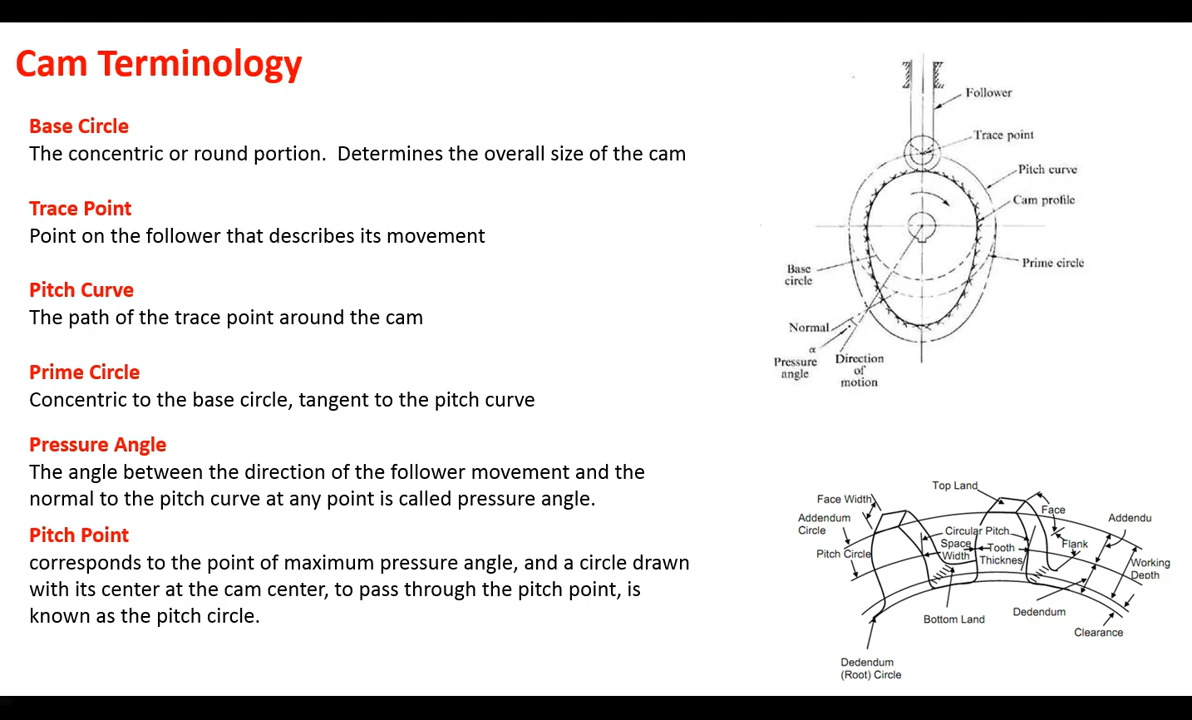 Cam Terminology
Base Circle
The concentric or round portion.  Determines the overall size of the cam
Trace Point
Point on the follower that describes its movement
Pitch Curve
The path of the trace point around the cam
Prime Circle
Concentric to the base circle, tangent to the pitch curve
Pressure Angle
The angle between the direction of the follower movement and the
normal to the pitch curve at any point is called pressure angle.
Pitch Point
corresponds to the point of maximum pressure angle, and a circle drawn
with its center at the cam center, to pass through the pitch point, is
known as the pitch circle.
Follower
Trace point
Pitch curve
Cam profile
Prime circle
Base
circle
Normal
α
Pressure
angle
Direction
of
motion
Top Land
Face Width
Face
Addendum
Circle
Addendu
Circular Pitch
Space
Width
Tooth
Thicknes
Flank
Pitch Circle
Working
Depth
Bottom Land
Dedendum
Clearance
Dedendum
(Root) Circle